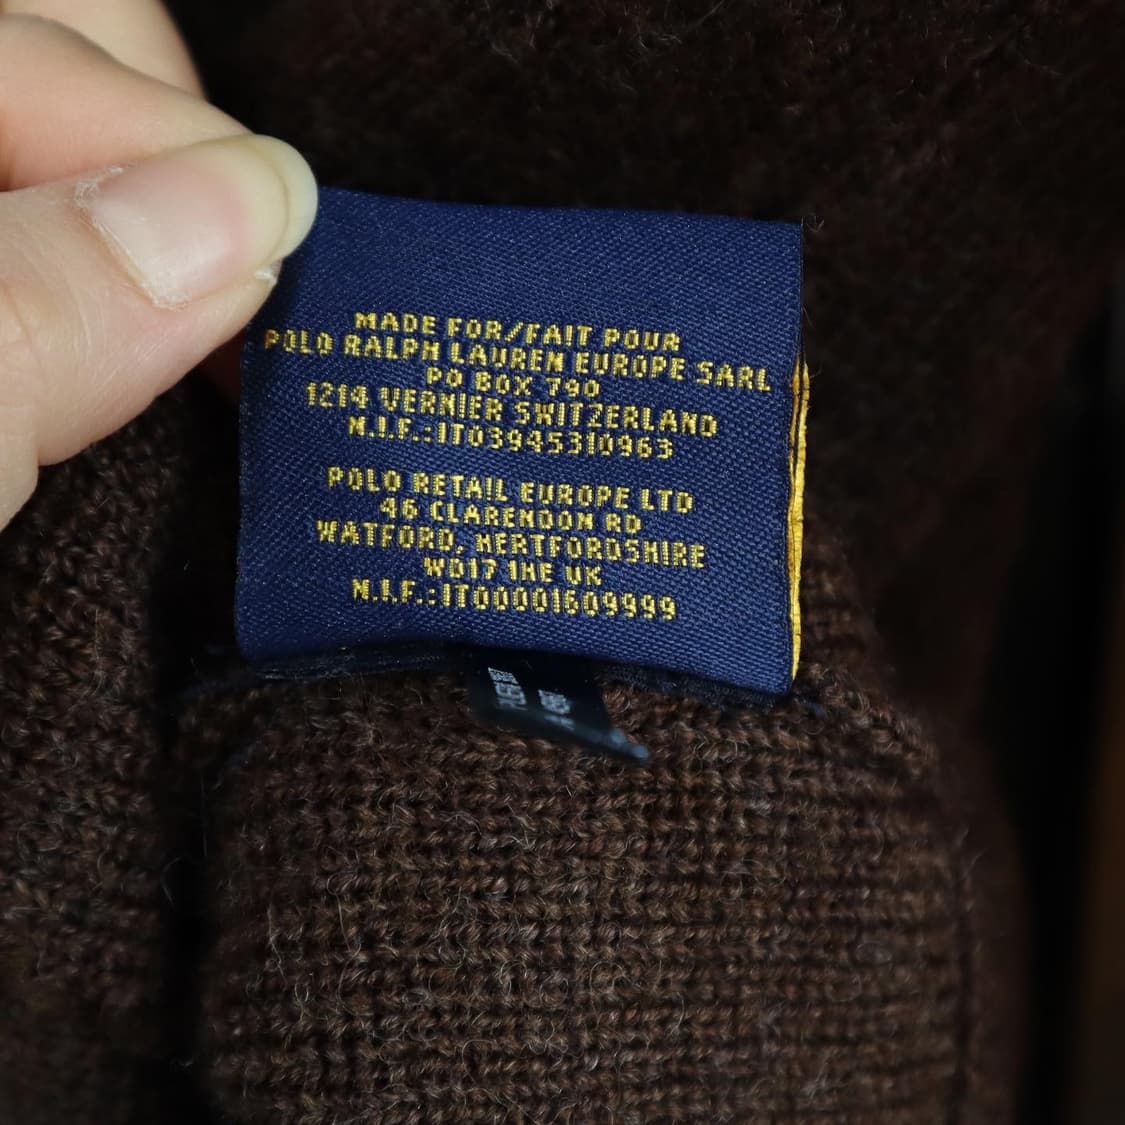 MADE FOR/FAIT POUR
POLO RALPH LAUREN EUROPE SARL
PO BOX 790
1214 VERNIER SWITZERLAND
N.I.F.:IT03945310963
POLO RETAIL EUROPE LTD
46 CLARENDON RD
WATFORD, HERTFORDSHIRE
WD17 1HE UK
N.I.F.:IT00001609999